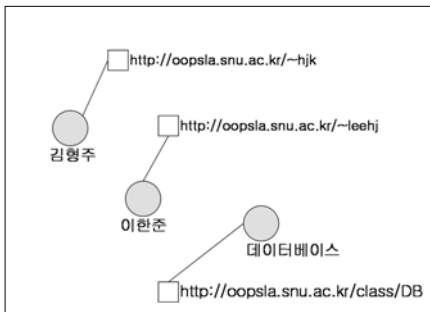 http://oopsla.snu.ac.kr/~hjk
김형주
http://oopsla.snu.ac.kr/~leehj
이한준
데이터베이스
http://oopsla.snu.ac.kr/class/DB